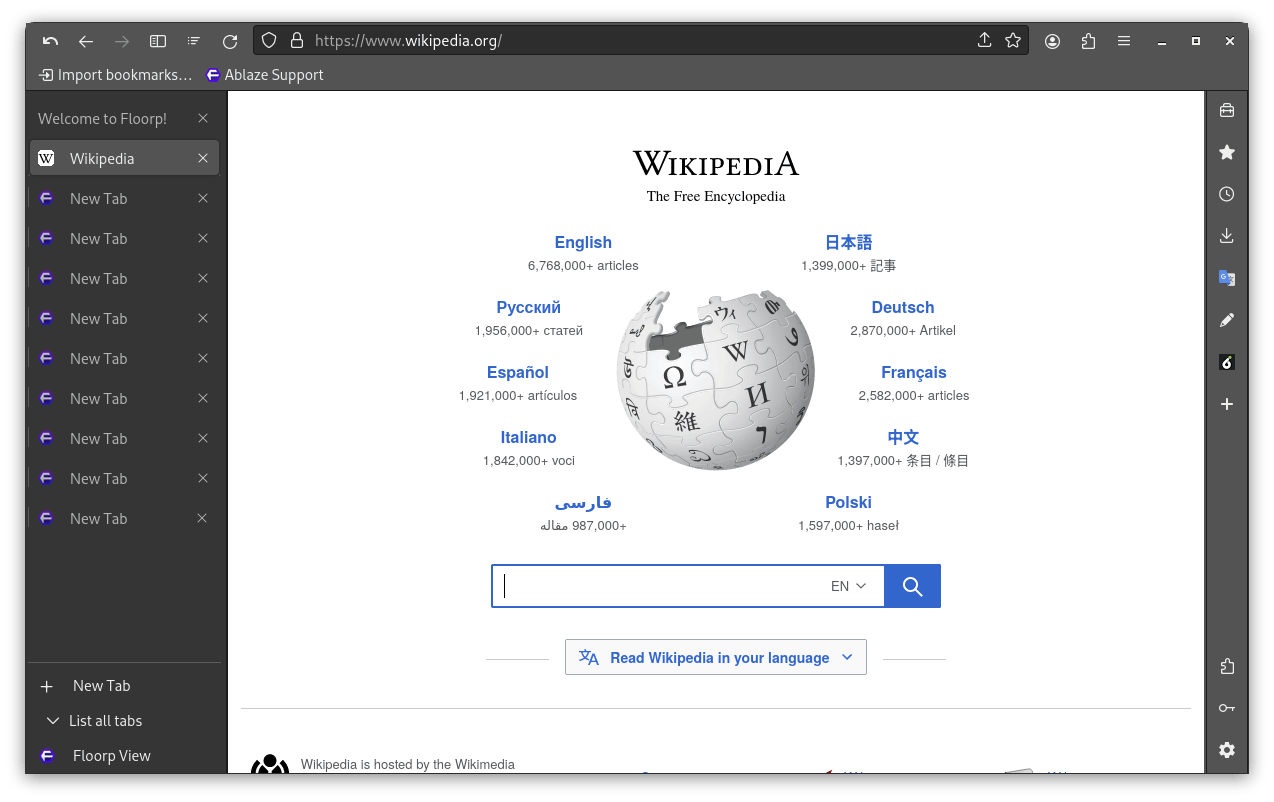 https://www.wikipedia.org/
Import bookmarks…
Ablaze Support
Welcome to Floorp!
Wikipedia
New Tab
New Tab
New Tab
New Tab
New Tab
New Tab
New Tab
New Tab
New Tab
New Tab
List all tabs
Floorp View
WIKIPEDIA
The Free Encyclopedia
English
6,768,000+ articles
日本語
1,399,000+ 記事
Русский
1,956,000+ статей
Deutsch
2,870,000+ Artikel
Español
1,921,000+ artículos
Français
2,582,000+ articles
Italiano
1,842,000+ voci
中文
1,397,000+ 条目 / 條目
فارسی
۹۸۷٬۰۰۰+ مقاله
Polski
1,597,000+ haseł
EN
Read Wikipedia in your language
Wikipedia is hosted by the Wikimedia